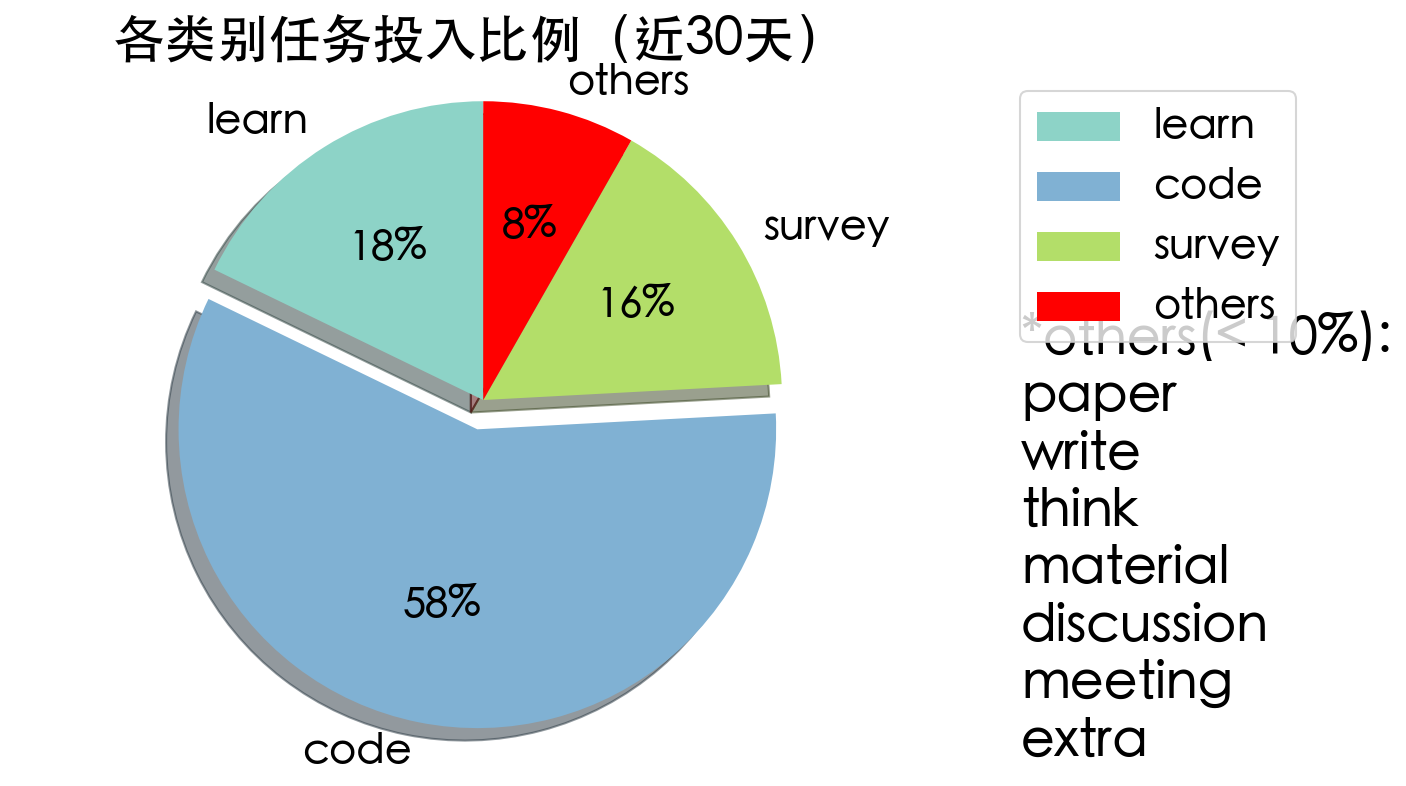 各类别任务投入比例（近30天）
others
learn
survey
8%
18%
16%
58%
code
learn
code
survey
others
*others(< 10%):
paper
write
think
material
discussion
meeting
extra